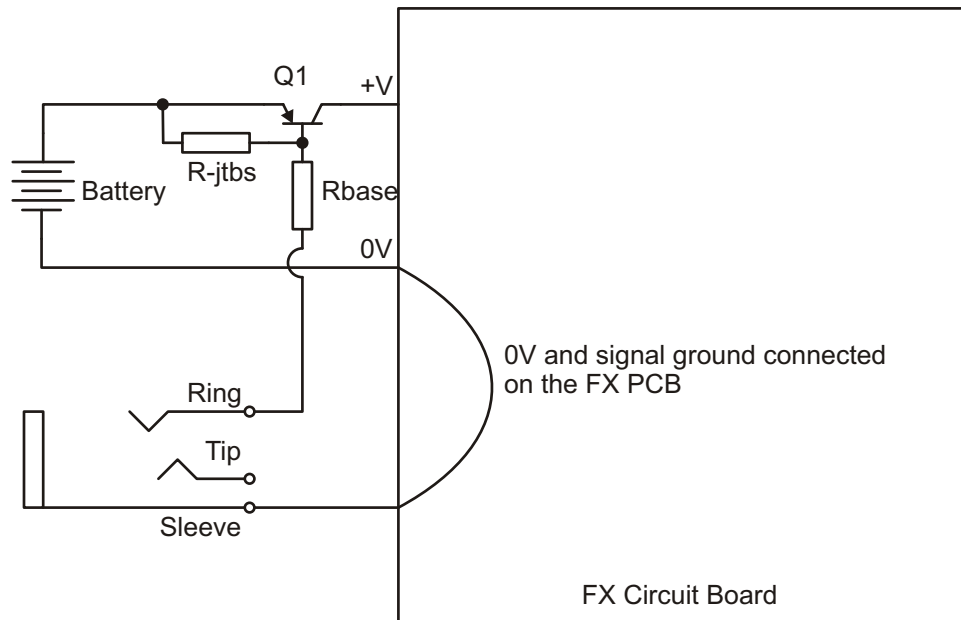 Q1
+V
R-jtbs
Battery
Rbase
0V
0V and signal ground connected
on the FX PCB
Ring
Tip
Sleeve
FX Circuit Board